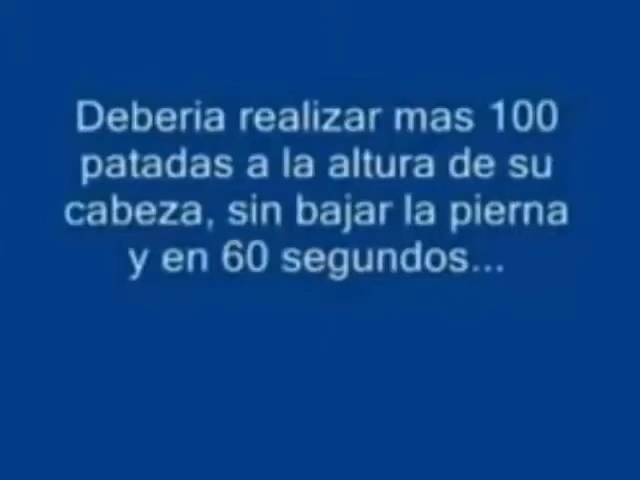 Deberia realizar mas 100
patadas a la altura de su
cabeza, sin bajar la pierna
y en 60 segundos...